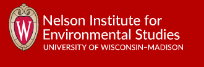 W
Nelson Institute for
Environmental Studies
UNIVERSITY OF WISCONSIN–MADISON